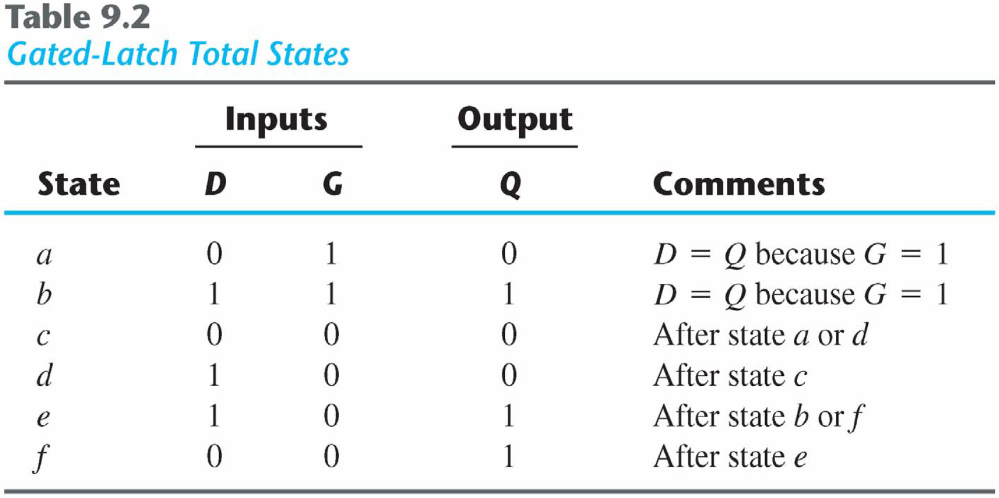 Table 9.2
Gated-Latch Total States
Inputs Output
State D G Q Comments
a 0 1 0 D = Q because G = 1
b 1 1 1 D = Q because G = 1
c 0 0 0 After state a or d
d 1 0 0 After state c
e 1 0 1 After state b or f
f 0 0 1 After state e